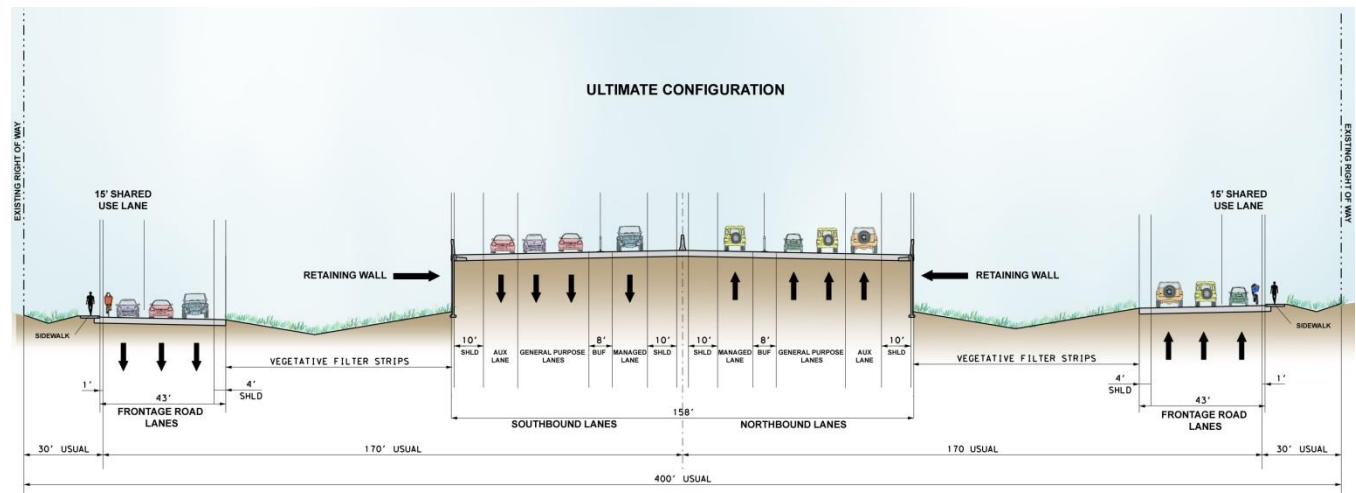 ULTIMATE CONFIGURATION
EXISTING RIGHT OF WAY
EXISTING RIGHT OF WAY
15' SHARED
USE LANE
15' SHARED
USE LANE
RETAINING WALL
RETAINING WALL
SIDEWALK
SIDEWALK
10'
SHLD
AUX
LANE
GENERAL PURPOSE
LANES
8'
BUF
MANAGED
LANE
10'
SHLD
10'
SHLD
MANAGED
LANE
8'
BUF
GENERAL PURPOSE
LANES
AUX
LANE
10'
SHLD
VEGETATIVE FILTER STRIPS
VEGETATIVE FILTER STRIPS
1'
4'
SHLD
43'
FRONTAGE ROAD
LANES
4'
SHLD
1'
43'
FRONTAGE ROAD
LANES
158'
SOUTHBOUND LANES
NORTHBOUND LANES
30' USUAL
170' USUAL
170 USUAL
30' USUAL
400' USUAL